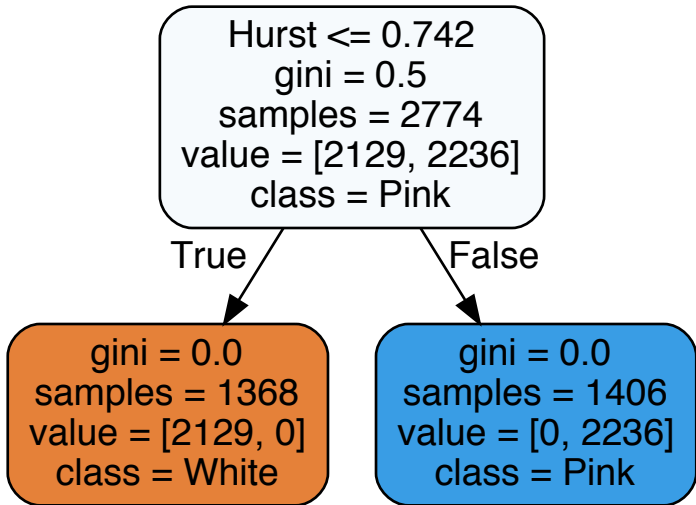 Hurst <= 0.742
gini = 0.5
samples = 2774
value = [2129, 2236]
class = Pink
True
False
gini = 0.0
samples = 1368
value = [2129, 0]
class = White
gini = 0.0
samples = 1406
value = [0, 2236]
class = Pink